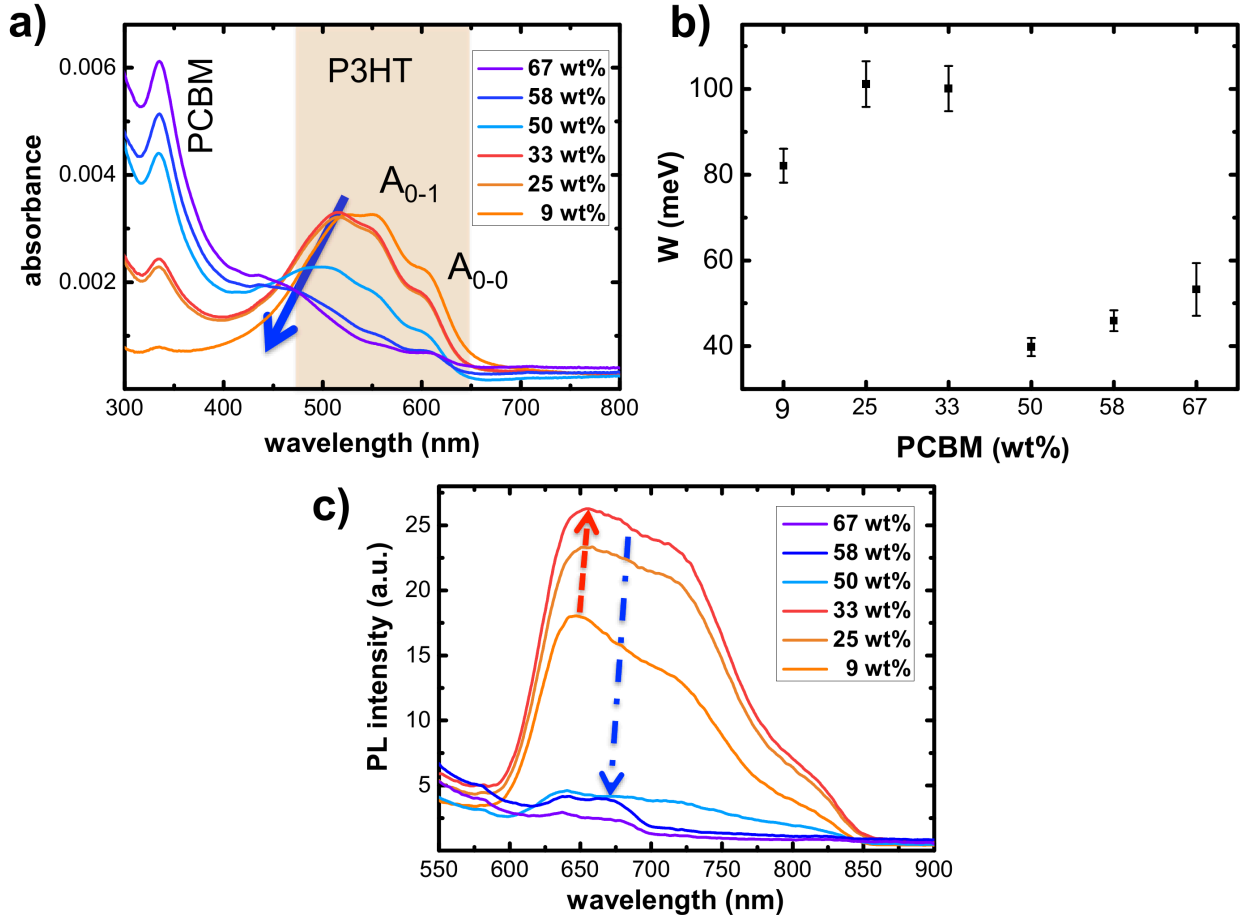 a)
PCBM
P3HT
A0-1
A0-0
67 wt%
58 wt%
50 wt%
33 wt%
25 wt%
9 wt%
absorbance
0.006
0.004
0.002
300 400 500 600 700 800
wavelength (nm)
b)
W (meV)
100
80
60
40
9 25 33 50 58 67
PCBM (wt%)
c)
67 wt%
58 wt%
50 wt%
33 wt%
25 wt%
9 wt%
PL intensity (a.u.)
25
20
15
10
5
550 600 650 700 750 800 850 900
wavelength (nm)